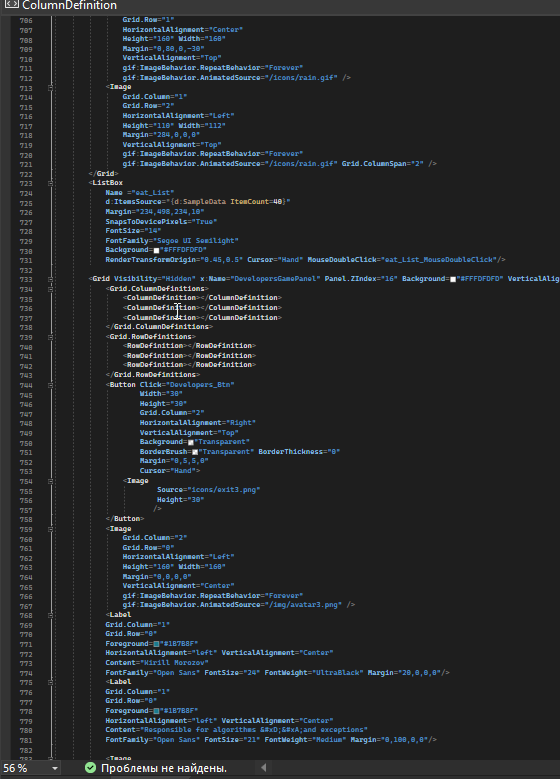 ColumnDefinition
706 Grid.Row="1"
707 HorizontalAlignment="Center"
708 Height="160" Width="160"
709 Margin="0,80,0,-30"
710 VerticalAlignment="Top"
711 gif:ImageBehavior.RepeatBehavior="Forever"
712 gif:ImageBehavior.AnimatedSource="/icons/rain.gif" />
713 <Image
714 Grid.Column="1"
715 Grid.Row="2"
716 HorizontalAlignment="Left"
717 Height="110" Width="112"
718 Margin="204,0,0,0"
719 VerticalAlignment="Top"
720 gif:ImageBehavior.RepeatBehavior="Forever"
721 gif:ImageBehavior.AnimatedSource="/icons/rain.gif" Grid.ColumnSpan="2" />
722 </Grid>
723 <ListBox
724 Name ="eat_List"
725 d:ItemsSource="{d:SampleData ItemCount=40}"
726 Margin="234,498,234,10"
727 SnapsToDevicePixels="True"
728 FontSize="14"
729 FontFamily="Segoe UI Semilight"
730 Background="#FFFDFDFD"
731 RenderTransformOrigin="0.45,0.5" Cursor="Hand" MouseDoubleClick="eat_List_MouseDoubleClick"/>
732
733 <Grid Visibility="Hidden" x:Name="DevelopersGamePanel" Panel.ZIndex="16" Background="#FFFDFDFD" VerticalAlig
734 <Grid.ColumnDefinitions>
735 <ColumnDefinition></ColumnDefinition>
736 <ColumnDefinition></ColumnDefinition>
737 <ColumnDefinition></ColumnDefinition>
738 </Grid.ColumnDefinitions>
739 <Grid.RowDefinitions>
740 <RowDefinition></RowDefinition>
741 <RowDefinition></RowDefinition>
742 <RowDefinition></RowDefinition>
743 </Grid.RowDefinitions>
744 <Button Click="Developers_Btn"
745 Width="30"
746 Height="30"
747 Grid.Column="2"
748 HorizontalAlignment="Right"
749 VerticalAlignment="Top"
750 Background="Transparent"
751 BorderBrush="Transparent" BorderThickness="0"
752 Margin="0,5,5,0"
753 Cursor="Hand">
754 <Image
755 Source="icons/exit3.png"
756 Height="30"
757 />
758 </Button>
759 <Image
760 Grid.Column="2"
761 Grid.Row="0"
762 HorizontalAlignment="Left"
763 Height="160" Width="160"
764 Margin="0,0,0,0"
765 VerticalAlignment="Center"
766 gif:ImageBehavior.RepeatBehavior="Forever"
767 gif:ImageBehavior.AnimatedSource="/img/avatar3.png" />
768 <Label
769 Grid.Column="1"
770 Grid.Row="0"
771 Foreground="#1B7B8F"
772 HorizontalAlignment="left" VerticalAlignment="Center"
773 Content="Kirill Morozov"
774 FontFamily="Open Sans" FontSize="24" FontWeight="UltraBlack" Margin="20,0,0,0"/>
775 <Label
776 Grid.Column="1"
777 Grid.Row="0"
778 Foreground="#1B7B8F"
779 HorizontalAlignment="left" VerticalAlignment="Center"
780 Content="Responsible for algorithms &#xD;&#xA;and exceptions"
781 FontFamily="Open Sans" FontSize="21" FontWeight="Medium" Margin="0,100,0,0"/>
782
<Image
56 % Проблемы не найдены.